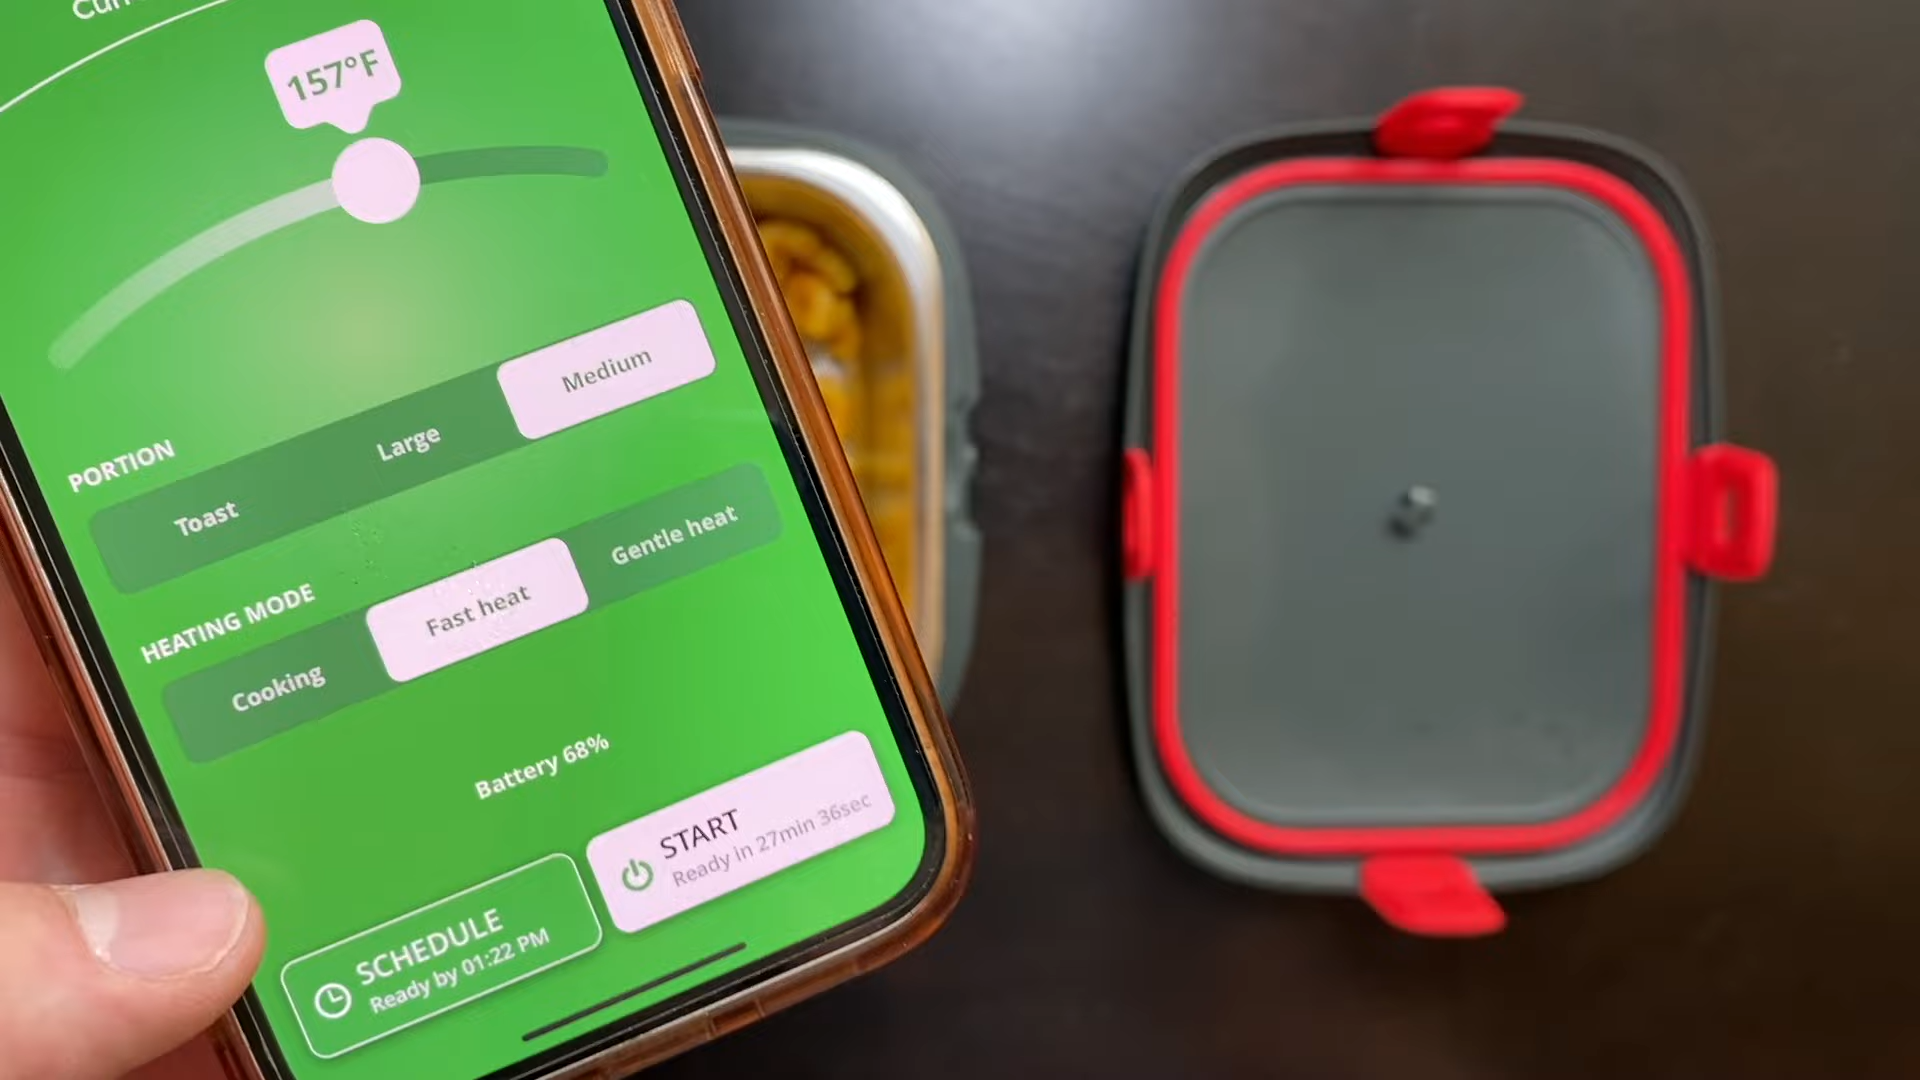 157°F
PORTION
Toast
Large
Medium
HEATING MODE
Cooking
Fast heat
Gentle heat
Battery 68%
SCHEDULE
Ready by 01:22 PM
START
Ready in 27min 36sec